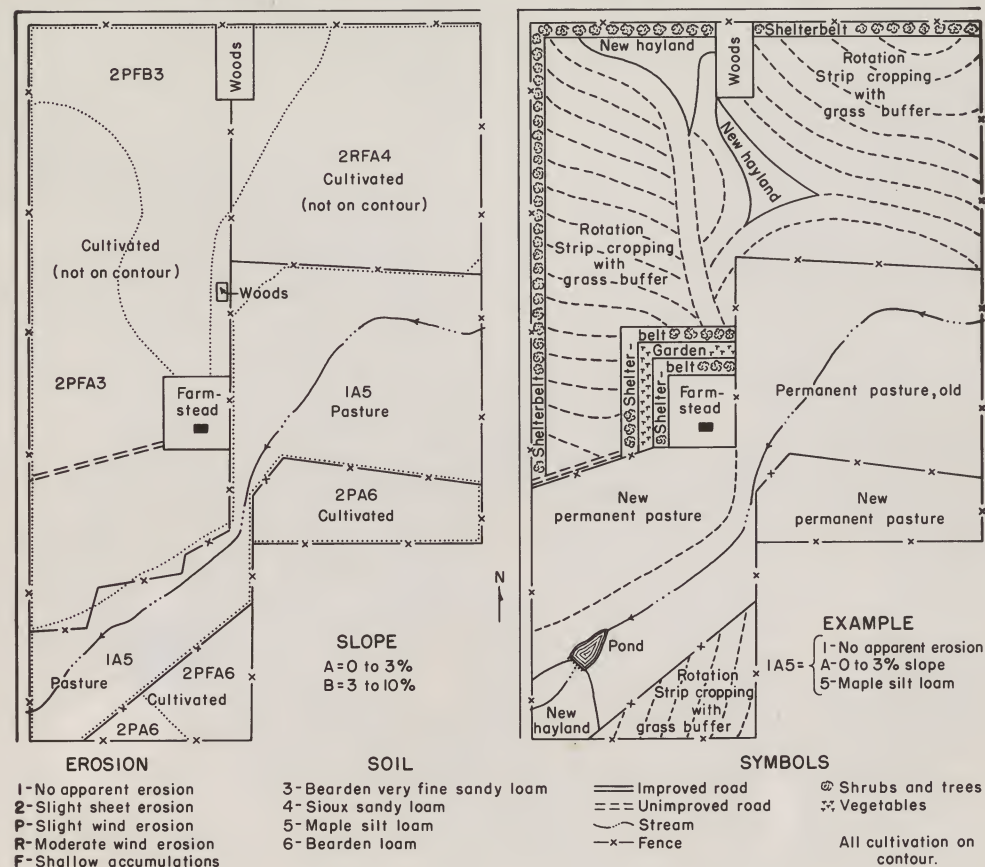 2PFB3
Woods
2RFA4
Cultivated
(not on contour)
Cultivated
(not on contour)
Woods
2PFA3
Farm-
stead
1A5
Pasture
2PA6
Cultivated
1A5
Pasture
2PFA6
Cultivated
2PA6
SLOPE
A=0 to 3%
B=3 to 10%
N
Shelterbelt
New hayland
Woods
Rotation
Strip cropping
with
grass buffer
New hayland
Rotation
Strip cropping
with
grass buffer
Shelterbelt
belt
Garden
belt
Shelter-
Shelter-
Farm-
stead
Permanent pasture, old
New
permanent pasture
New
permanent pasture
Pond
New
hayland
Rotation
Strip cropping
with
grass buffer
EXAMPLE
1A5=
1-No apparent erosion
A-0 to 3% slope
5-Maple silt loam
EROSION
1-No apparent erosion
2-Slight sheet erosion
P-Slight wind erosion
R-Moderate wind erosion
F-Shallow accumulations
SOIL
3-Bearden very fine sandy loam
4-Sioux sandy loam
5-Maple silt loam
6-Bearden loam
SYMBOLS
Improved road
Unimproved road
Stream
Fence
Shrubs and trees
Vegetables
All cultivation on
contour.